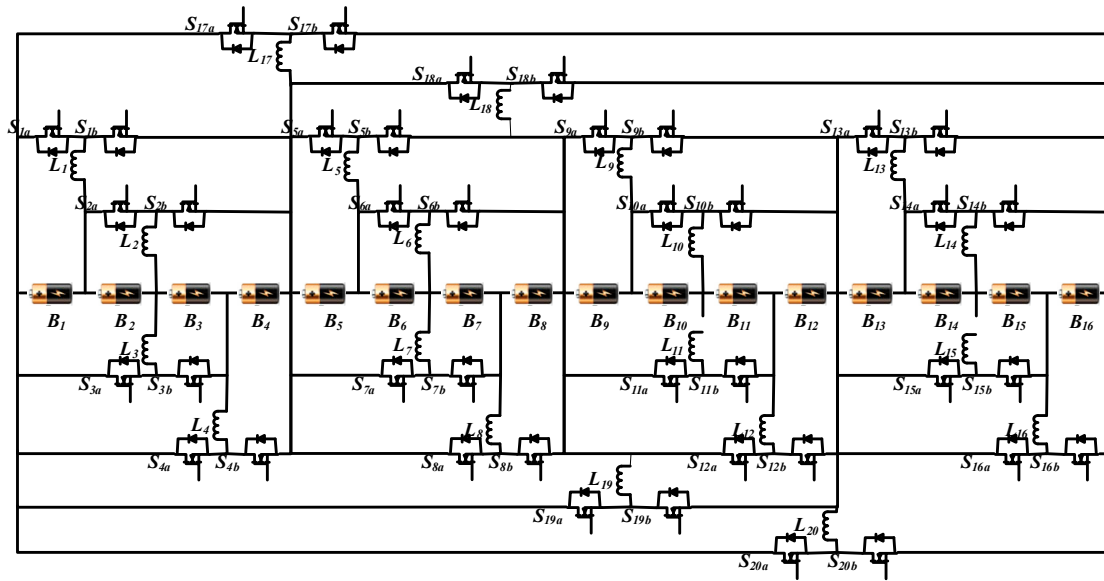 S17a S17b
L17
S18a S18b
L18
S1a S1b S5a S5b S9a S9b S13a S13b
L1 L5 L9 L13
S2a S2b S6a S6b S10a S10b S14a S14b
L2 L6 L10 L14
B1 B2 B3 B4 B5 B6 B7 B8 B9 B10 B11 B12 B13 B14 B15 B16
L3 L7 L11 L15
S3a S3b S7a S7b S11a S11b S15a S15b
L4 L8 L12 L16
S4a S4b S8a S8b S12a S12b S16a S16b
L19
S19a S19b
L20
S20a S20b